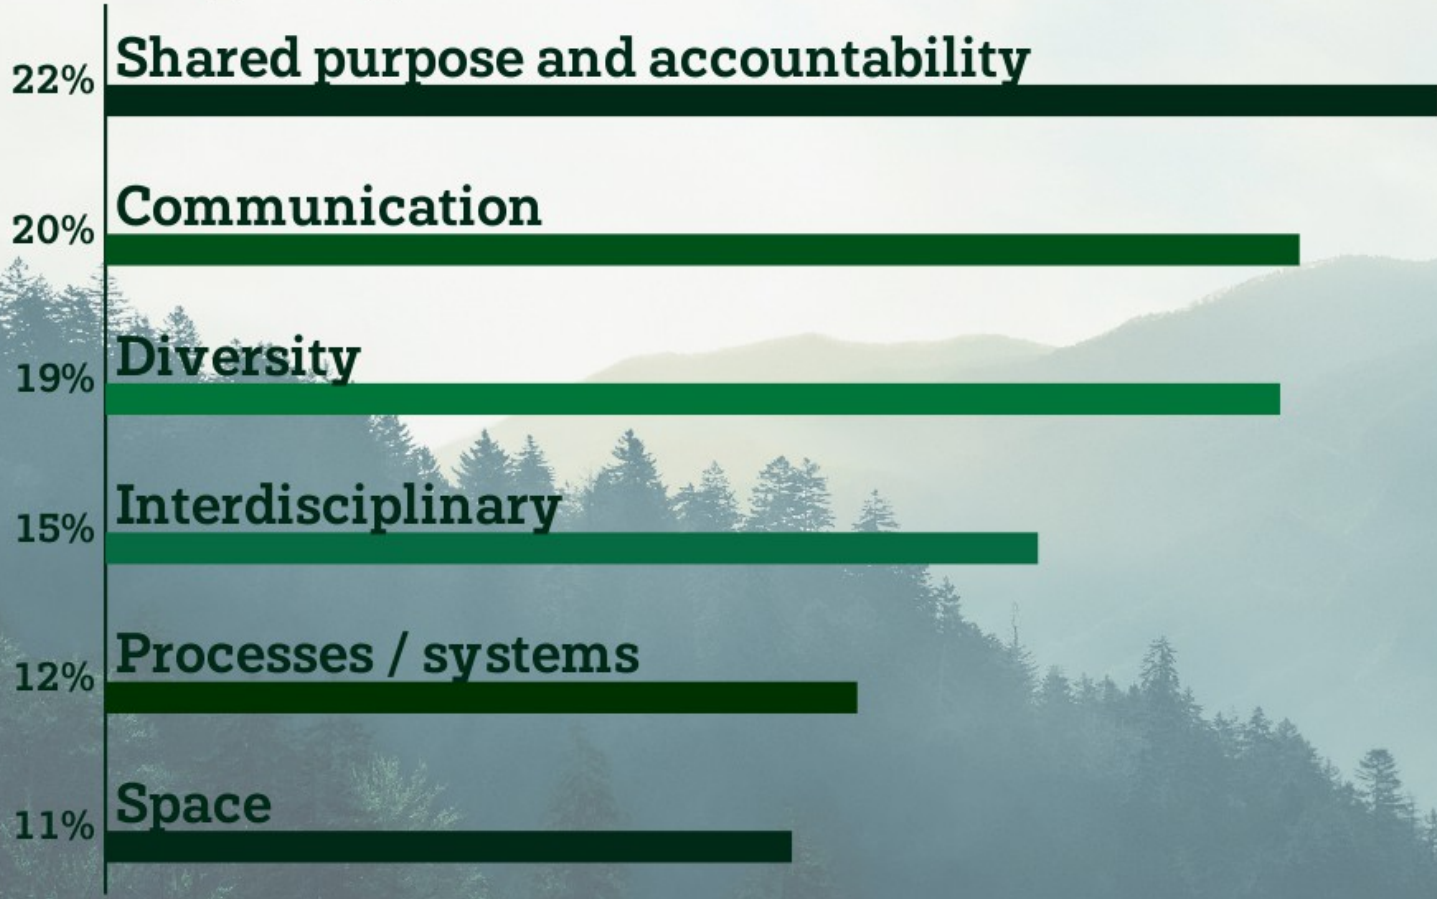 Shared purpose and accountability
22%
Communication
20%
Diversity
19%
Interdisciplinary
15%
Processes / systems
12%
Space
11%